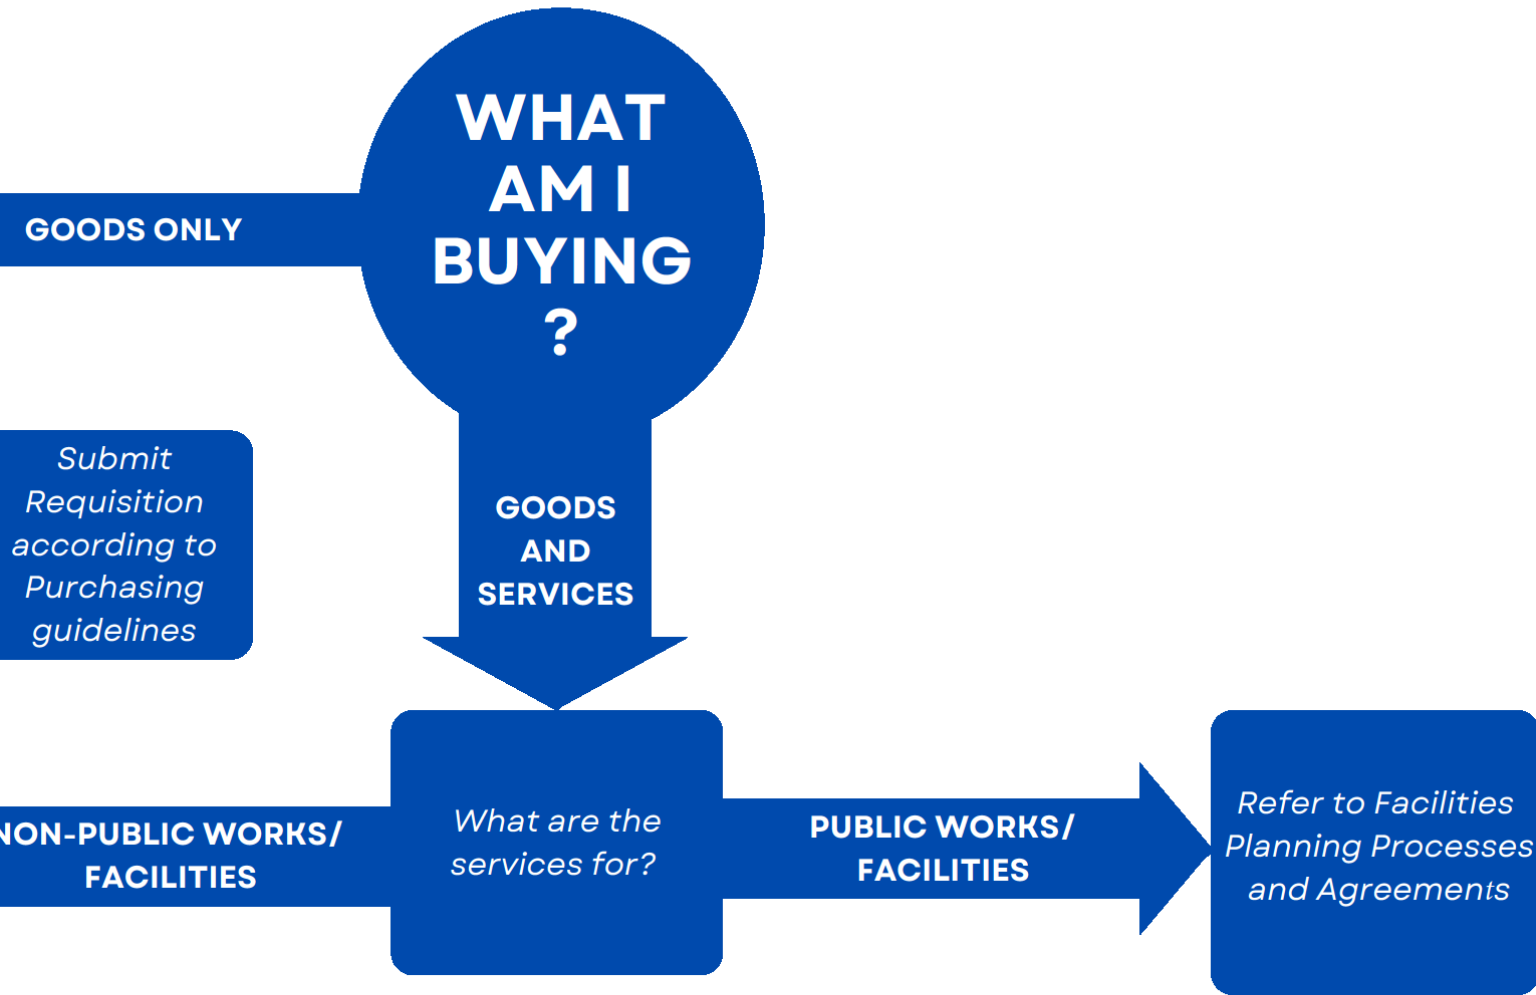 WHAT
AM I
BUYING
?
GOODS ONLY
Submit
Requisition
according to
Purchasing
guidelines
GOODS
AND
SERVICES
What are the
services for?
NON-PUBLIC WORKS/
FACILITIES
PUBLIC WORKS/
FACILITIES
Refer to Facilities
Planning Processes
and Agreements